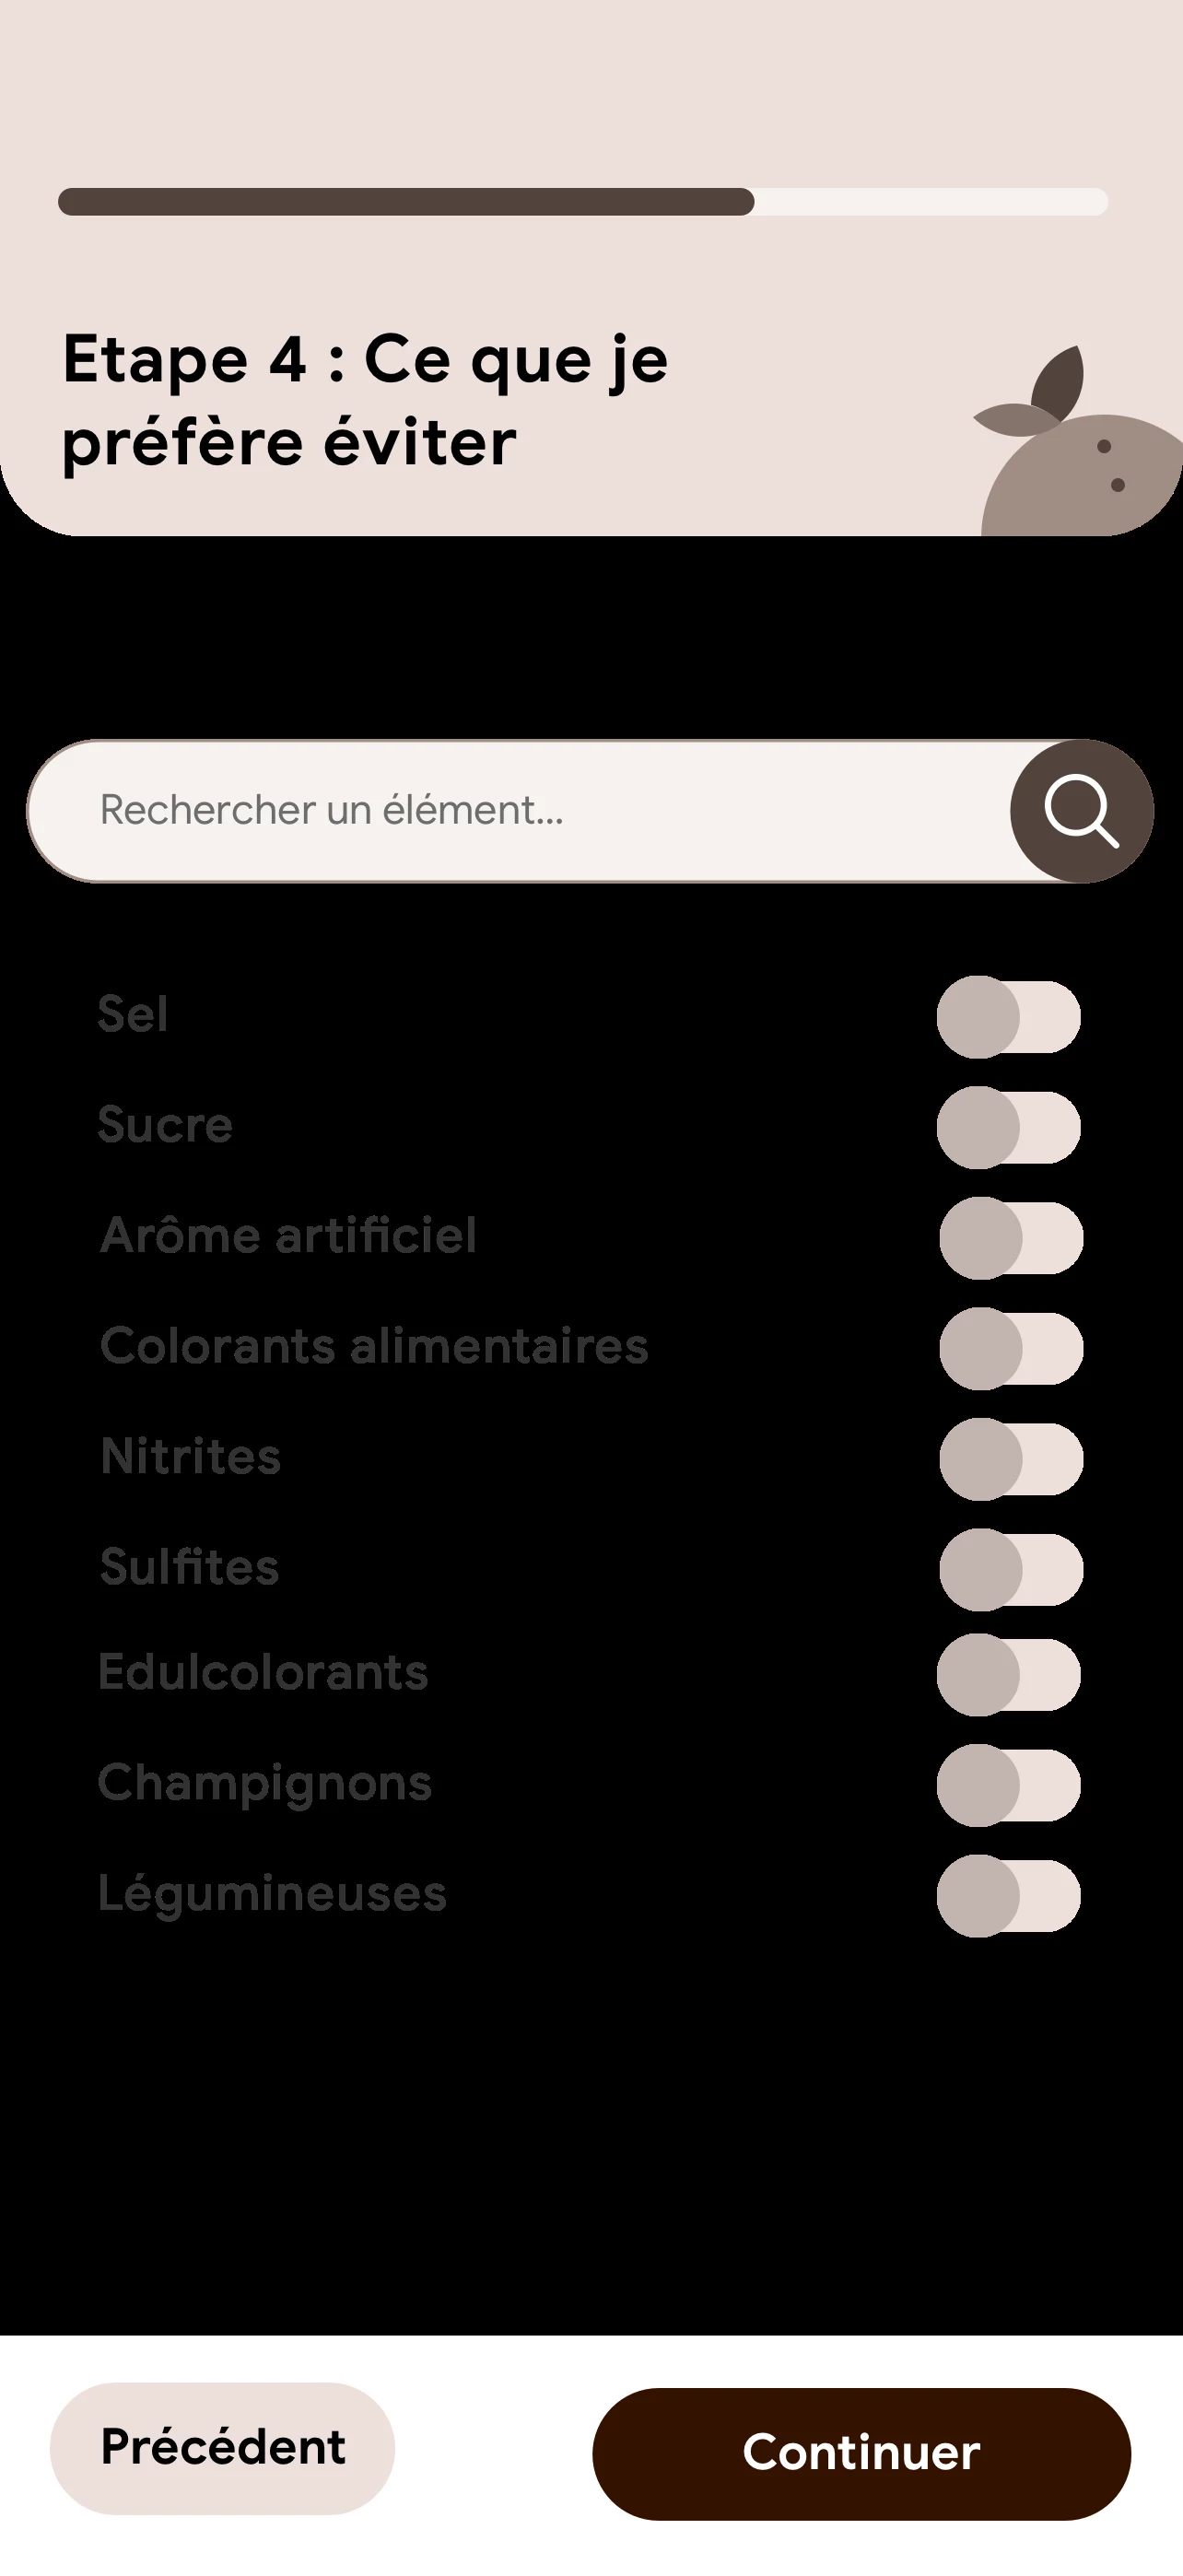 Etape 4 : Ce que je
préfère éviter
Rechercher un élément...
Sel
Sucre
Arôme artificiel
Colorants alimentaires
Nitrites
Sulfites
Edulcolorants
Champignons
Légumineuses
Précédent
Continuer